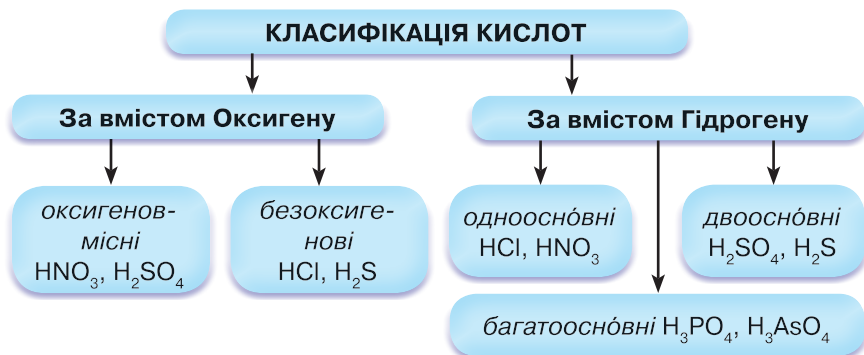 КЛАСИФІКАЦІЯ КИСЛОТ
За вмістом Оксигену
За вмістом Гідрогену
оксигенов-
місні
HNO₃, H₂SO₄
безоксиге-
нові
HCl, H₂S
одноосно́вні
HCl, HNO₃
двоосно́вні
H₂SO₄, H₂S
багатоосно́вні H₃PO₄, H₃AsO₄